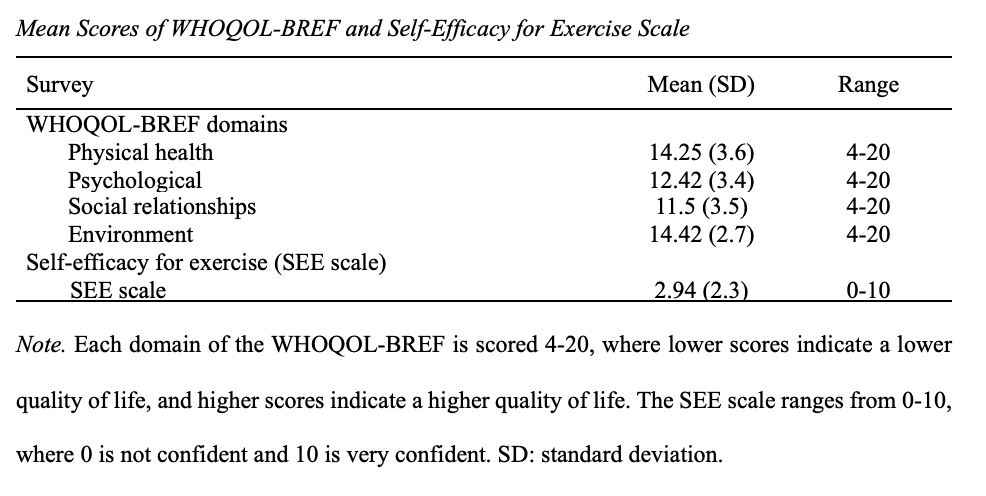 Mean Scores of WHOQOL-BREF and Self-Efficacy for Exercise Scale
Survey Mean (SD) Range
WHOQOL-BREF domains
Physical health 14.25 (3.6) 4-20
Psychological 12.42 (3.4) 4-20
Social relationships 11.5 (3.5) 4-20
Environment 14.42 (2.7) 4-20
Self-efficacy for exercise (SEE scale)
SEE scale 2.94 (2.3) 0-10
Note. Each domain of the WHOQOL-BREF is scored 4-20, where lower scores indicate a lower
quality of life, and higher scores indicate a higher quality of life. The SEE scale ranges from 0-10,
where 0 is not confident and 10 is very confident. SD: standard deviation.